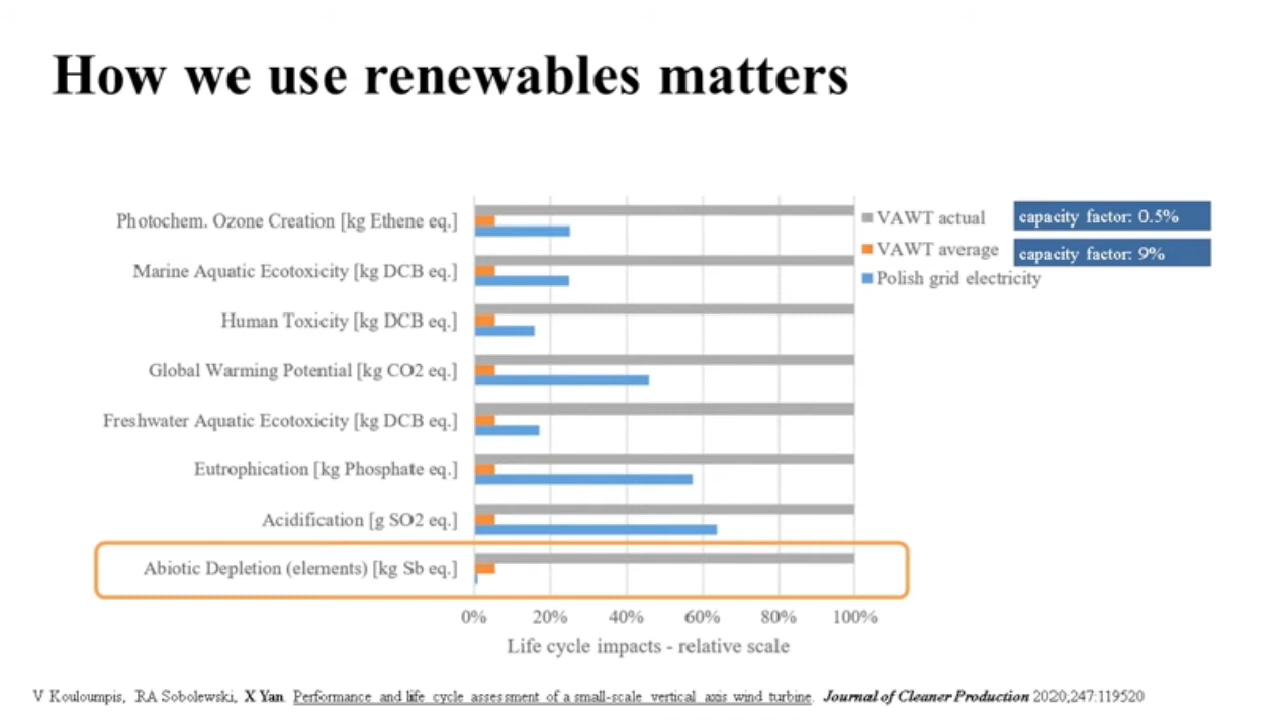 How we use renewables matters
Photochem. Ozone Creation [kg Ethene eq.]
Marine Aquatic Ecotoxicity [kg DCB eq.]
Human Toxicity [kg DCB eq.]
Global Warming Potential [kg CO2 eq.]
Freshwater Aquatic Ecotoxicity [kg DCB eq.]
Eutrophication [kg Phosphate eq.]
Acidification [g SO2 eq.]
Abiotic Depletion (elements) [kg Sb eq.]
0% 20% 40% 60% 80% 100%
Life cycle impacts - relative scale
VAWT actual capacity factor: 0.5%
VAWT average capacity factor: 9%
Polish grid electricity
V Kouloumpis, RA Sobolewski, X Yan. Performance and life cycle assessment of a small-scale vertical axis wind turbine. Journal of Cleaner Production 2020;247:119520